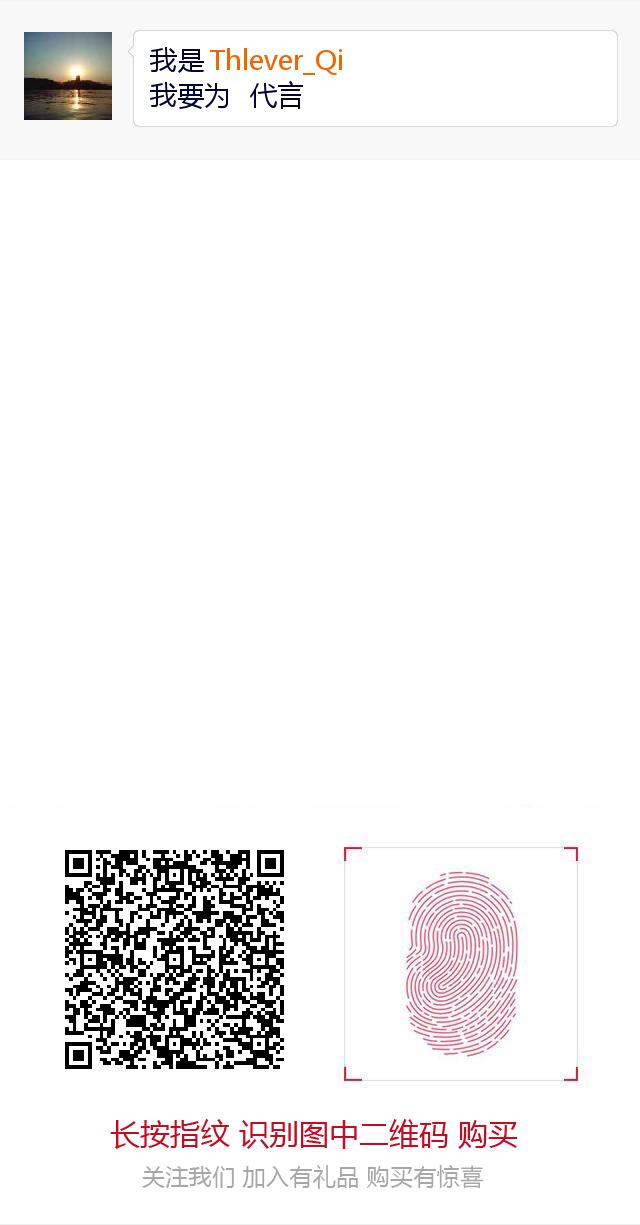 我是 Thlever_Qi
我要为 代言
长按指纹 识别图中二维码 购买
关注我们 加入有礼品 购买有惊喜